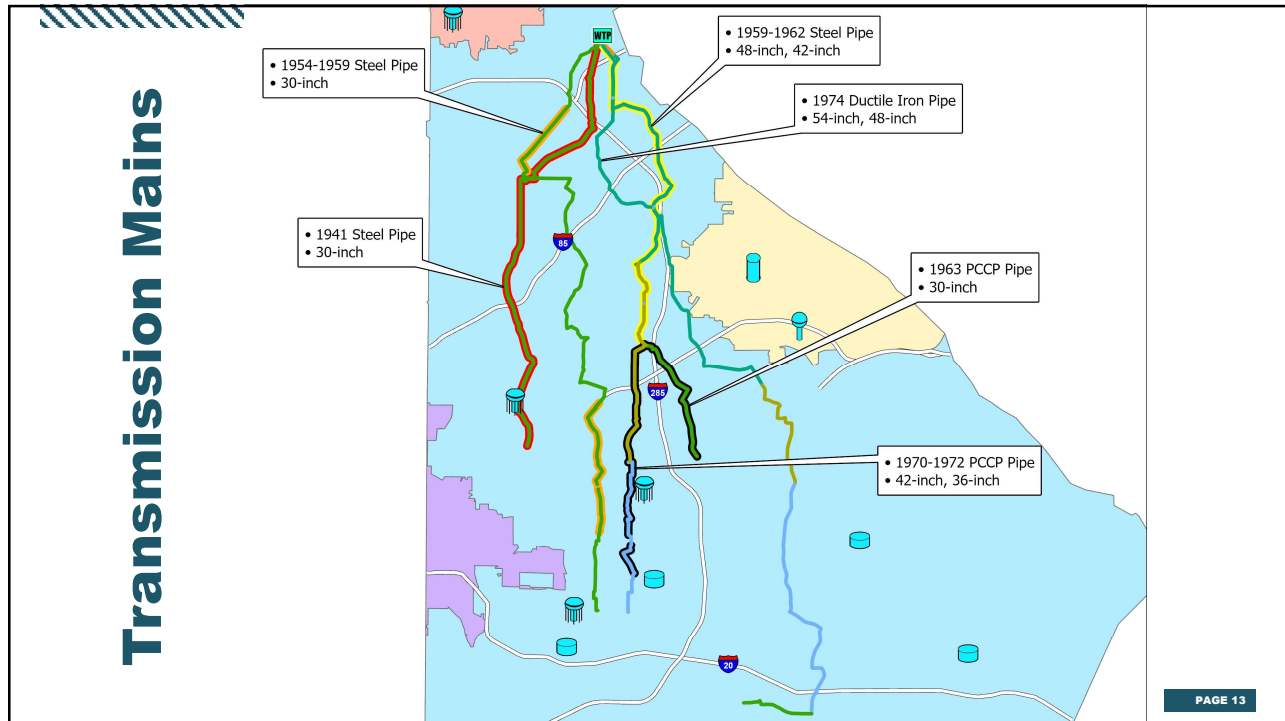 Transmission Mains
WTP
• 1959-1962 Steel Pipe
• 48-inch, 42-inch
• 1954-1959 Steel Pipe
• 30-inch
• 1974 Ductile Iron Pipe
• 54-inch, 48-inch
• 1941 Steel Pipe
• 30-inch
85
• 1963 PCCP Pipe
• 30-inch
285
• 1970-1972 PCCP Pipe
• 42-inch, 36-inch
20
PAGE 13